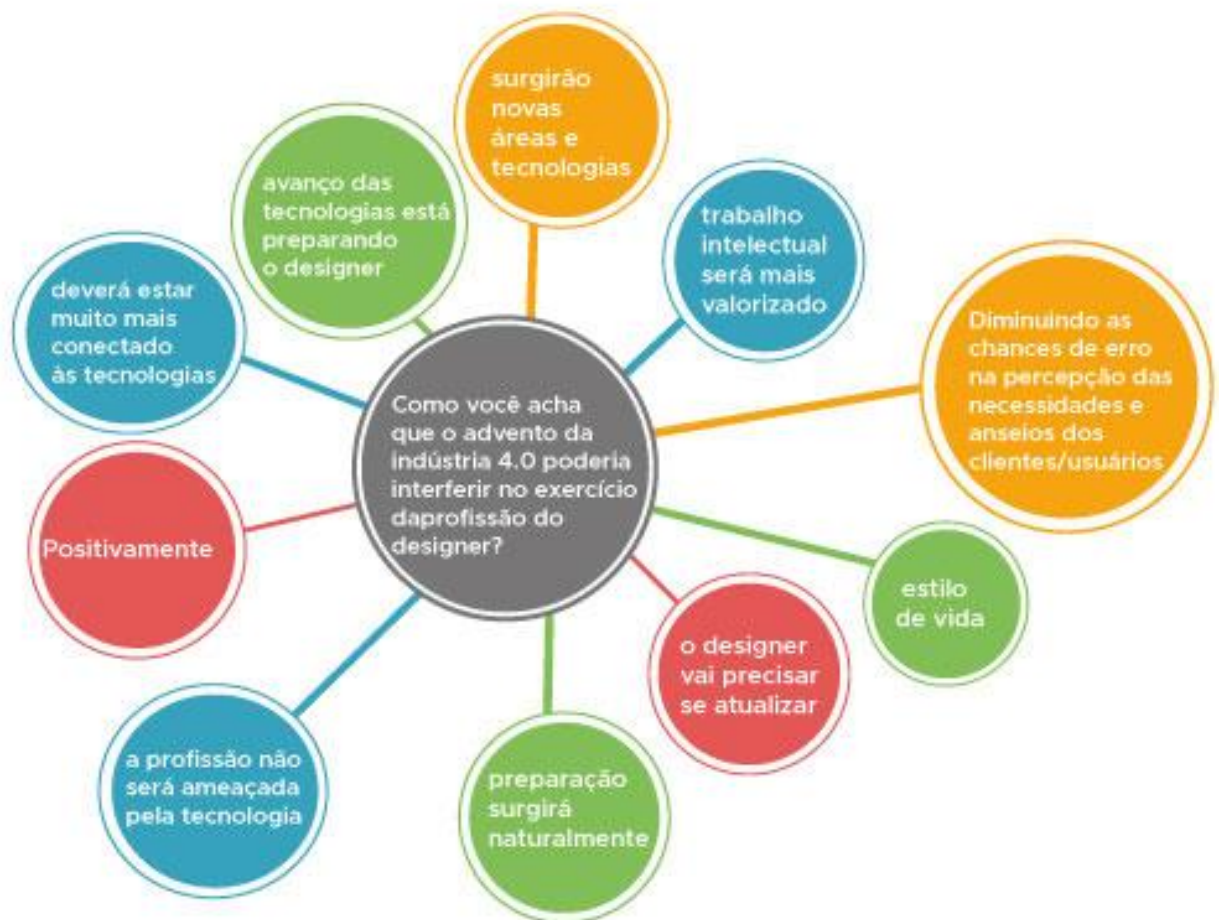 surgirão
novas
áreas e
tecnologias
avanço das
tecnologias está
preparando
o designer
trabalho
intelectual
será mais
valorizado
deverá estar
muito mais
conectado
às tecnologias
Diminuindo as
chances de erro
na percepção das
necessidades e
anseios dos
clientes/usuários
Como você acha
que o advento da
indústria 4.0 poderia
interferir no exercício
daprofissão do
designer?
Positivamente
estilo
de vida
o designer
vai precisar
se atualizar
a profissão não
será ameaçada
pela tecnologia
preparação
surgirá
naturalmente